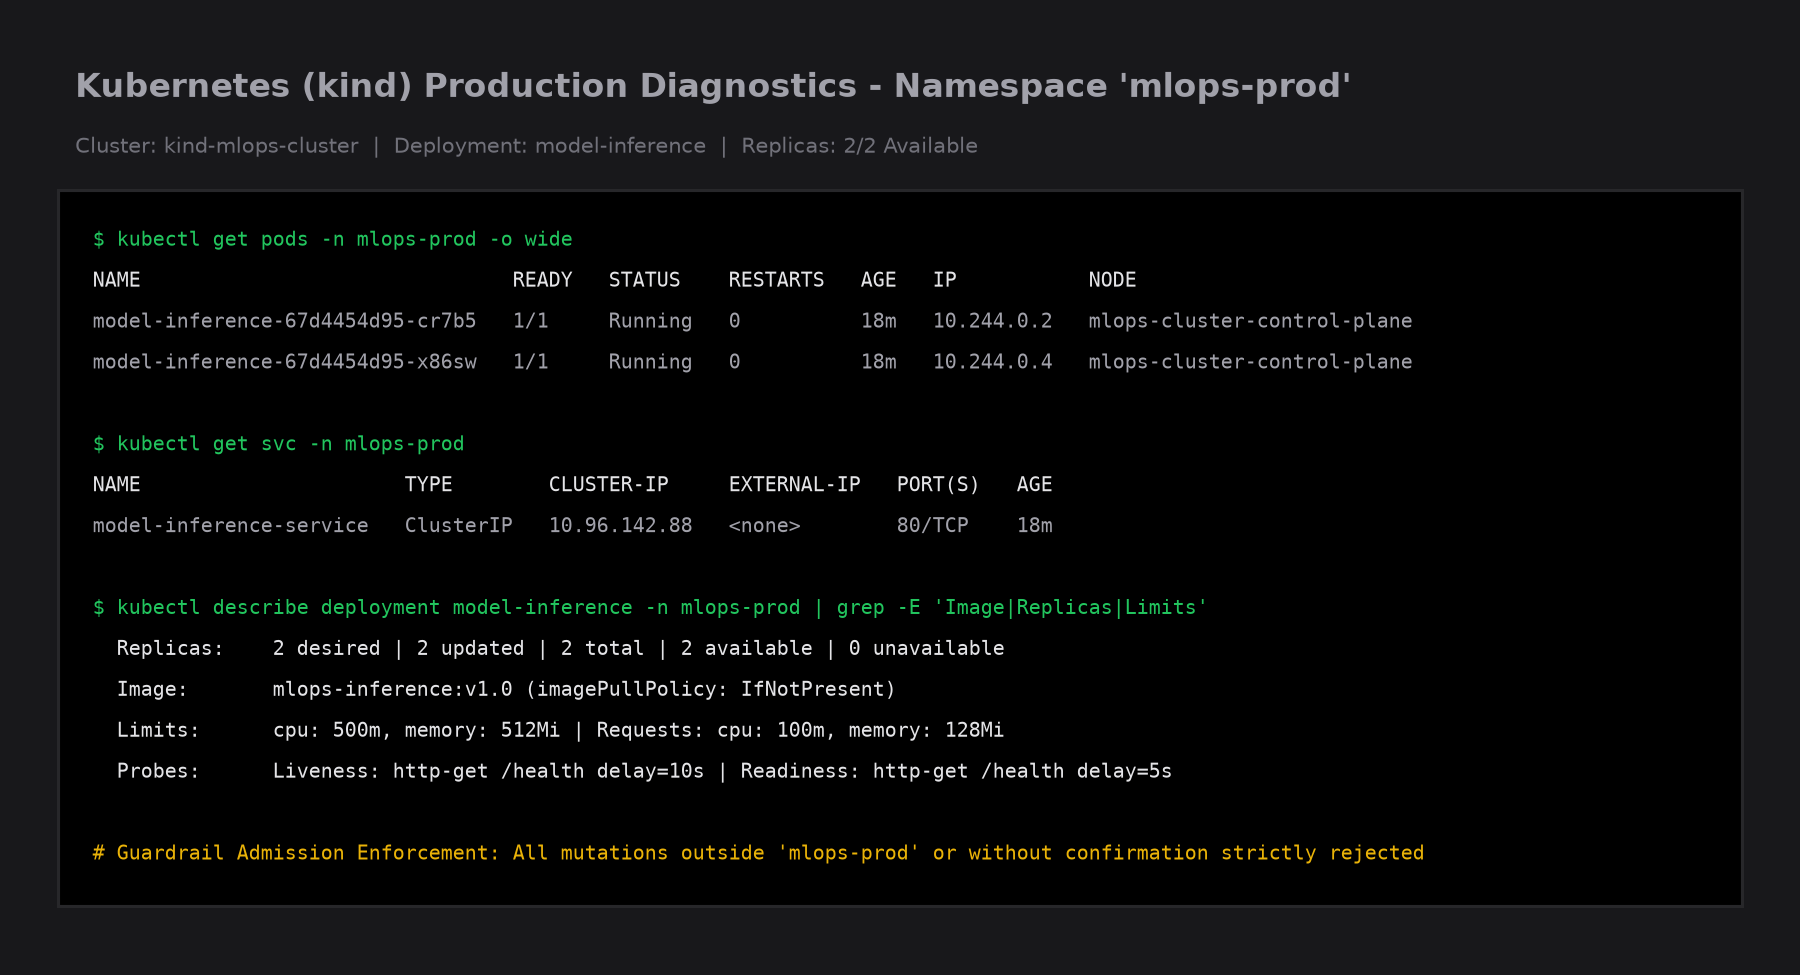 Kubernetes (kind) Production Diagnostics - Namespace 'mlops-prod'
Cluster: kind-mlops-cluster | Deployment: model-inference | Replicas: 2/2 Available
$ kubectl get pods -n mlops-prod -o wide
NAME                               READY   STATUS    RESTARTS   AGE   IP           NODE
model-inference-67d4454d95-cr7b5   1/1     Running   0          18m   10.244.0.2   mlops-cluster-control-plane
model-inference-67d4454d95-x86sw   1/1     Running   0          18m   10.244.0.4   mlops-cluster-control-plane
$ kubectl get svc -n mlops-prod
NAME                      TYPE        CLUSTER-IP     EXTERNAL-IP   PORT(S)   AGE
model-inference-service   ClusterIP   10.96.142.88   <none>        80/TCP    18m
$ kubectl describe deployment model-inference -n mlops-prod | grep -E 'Image|Replicas|Limits'
  Replicas:    2 desired | 2 updated | 2 total | 2 available | 0 unavailable
  Image:       mlops-inference:v1.0 (imagePullPolicy: IfNotPresent)
  Limits:      cpu: 500m, memory: 512Mi | Requests: cpu: 100m, memory: 128Mi
  Probes:      Liveness: http-get /health delay=10s | Readiness: http-get /health delay=5s
# Guardrail Admission Enforcement: All mutations outside 'mlops-prod' or without confirmation strictly rejected